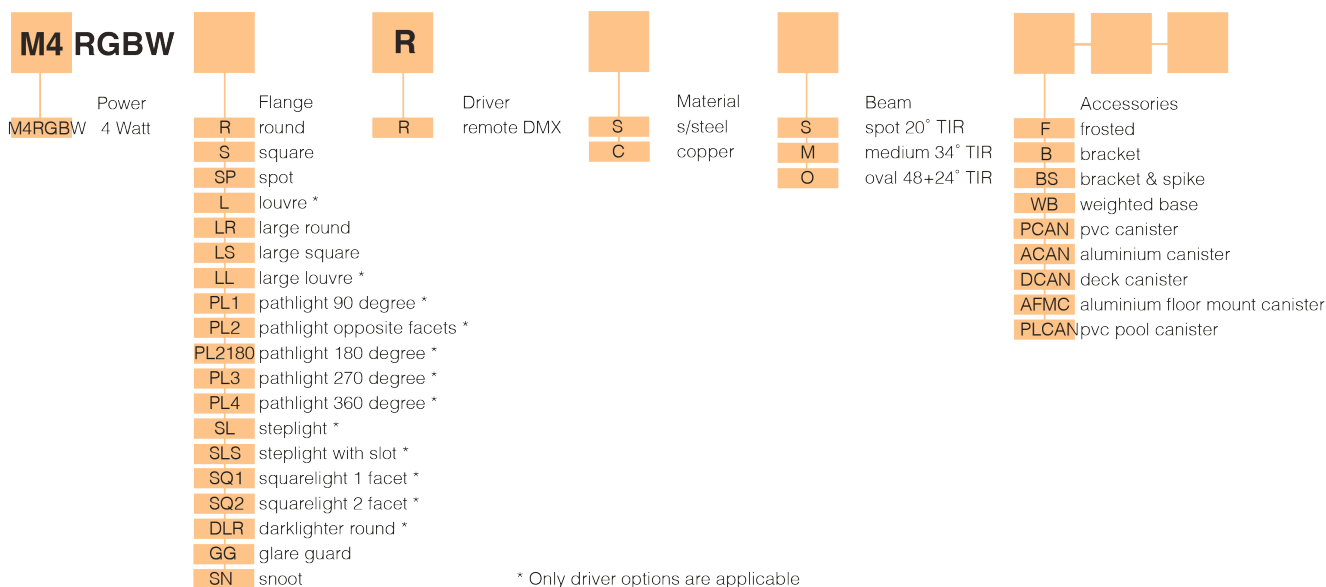 M4 RGBW R
Power Flange Driver Material Beam Accessories
M4RGBW 4 Watt
R round
S square
SP spot
L louvre *
LR large round
LS large square
LL large louvre *
PL1 pathlight 90 degree *
PL2 pathlight opposite facets *
PL2180 pathlight 180 degree *
PL3 pathlight 270 degree *
PL4 pathlight 360 degree *
SL steplight *
SLS steplight with slot *
SQ1 squarelight 1 facet *
SQ2 squarelight 2 facet *
DLR darklighter round *
GG glare guard
SN snoot
R remote DMX
S s/steel
C copper
S spot 20° TIR
M medium 34° TIR
O oval 48+24° TIR
F frosted
B bracket
BS bracket & spike
WB weighted base
PCAN pvc canister
ACAN aluminium canister
DCAN deck canister
AFMC aluminium floor mount canister
PLCAN pvc pool canister
* Only driver options are applicable